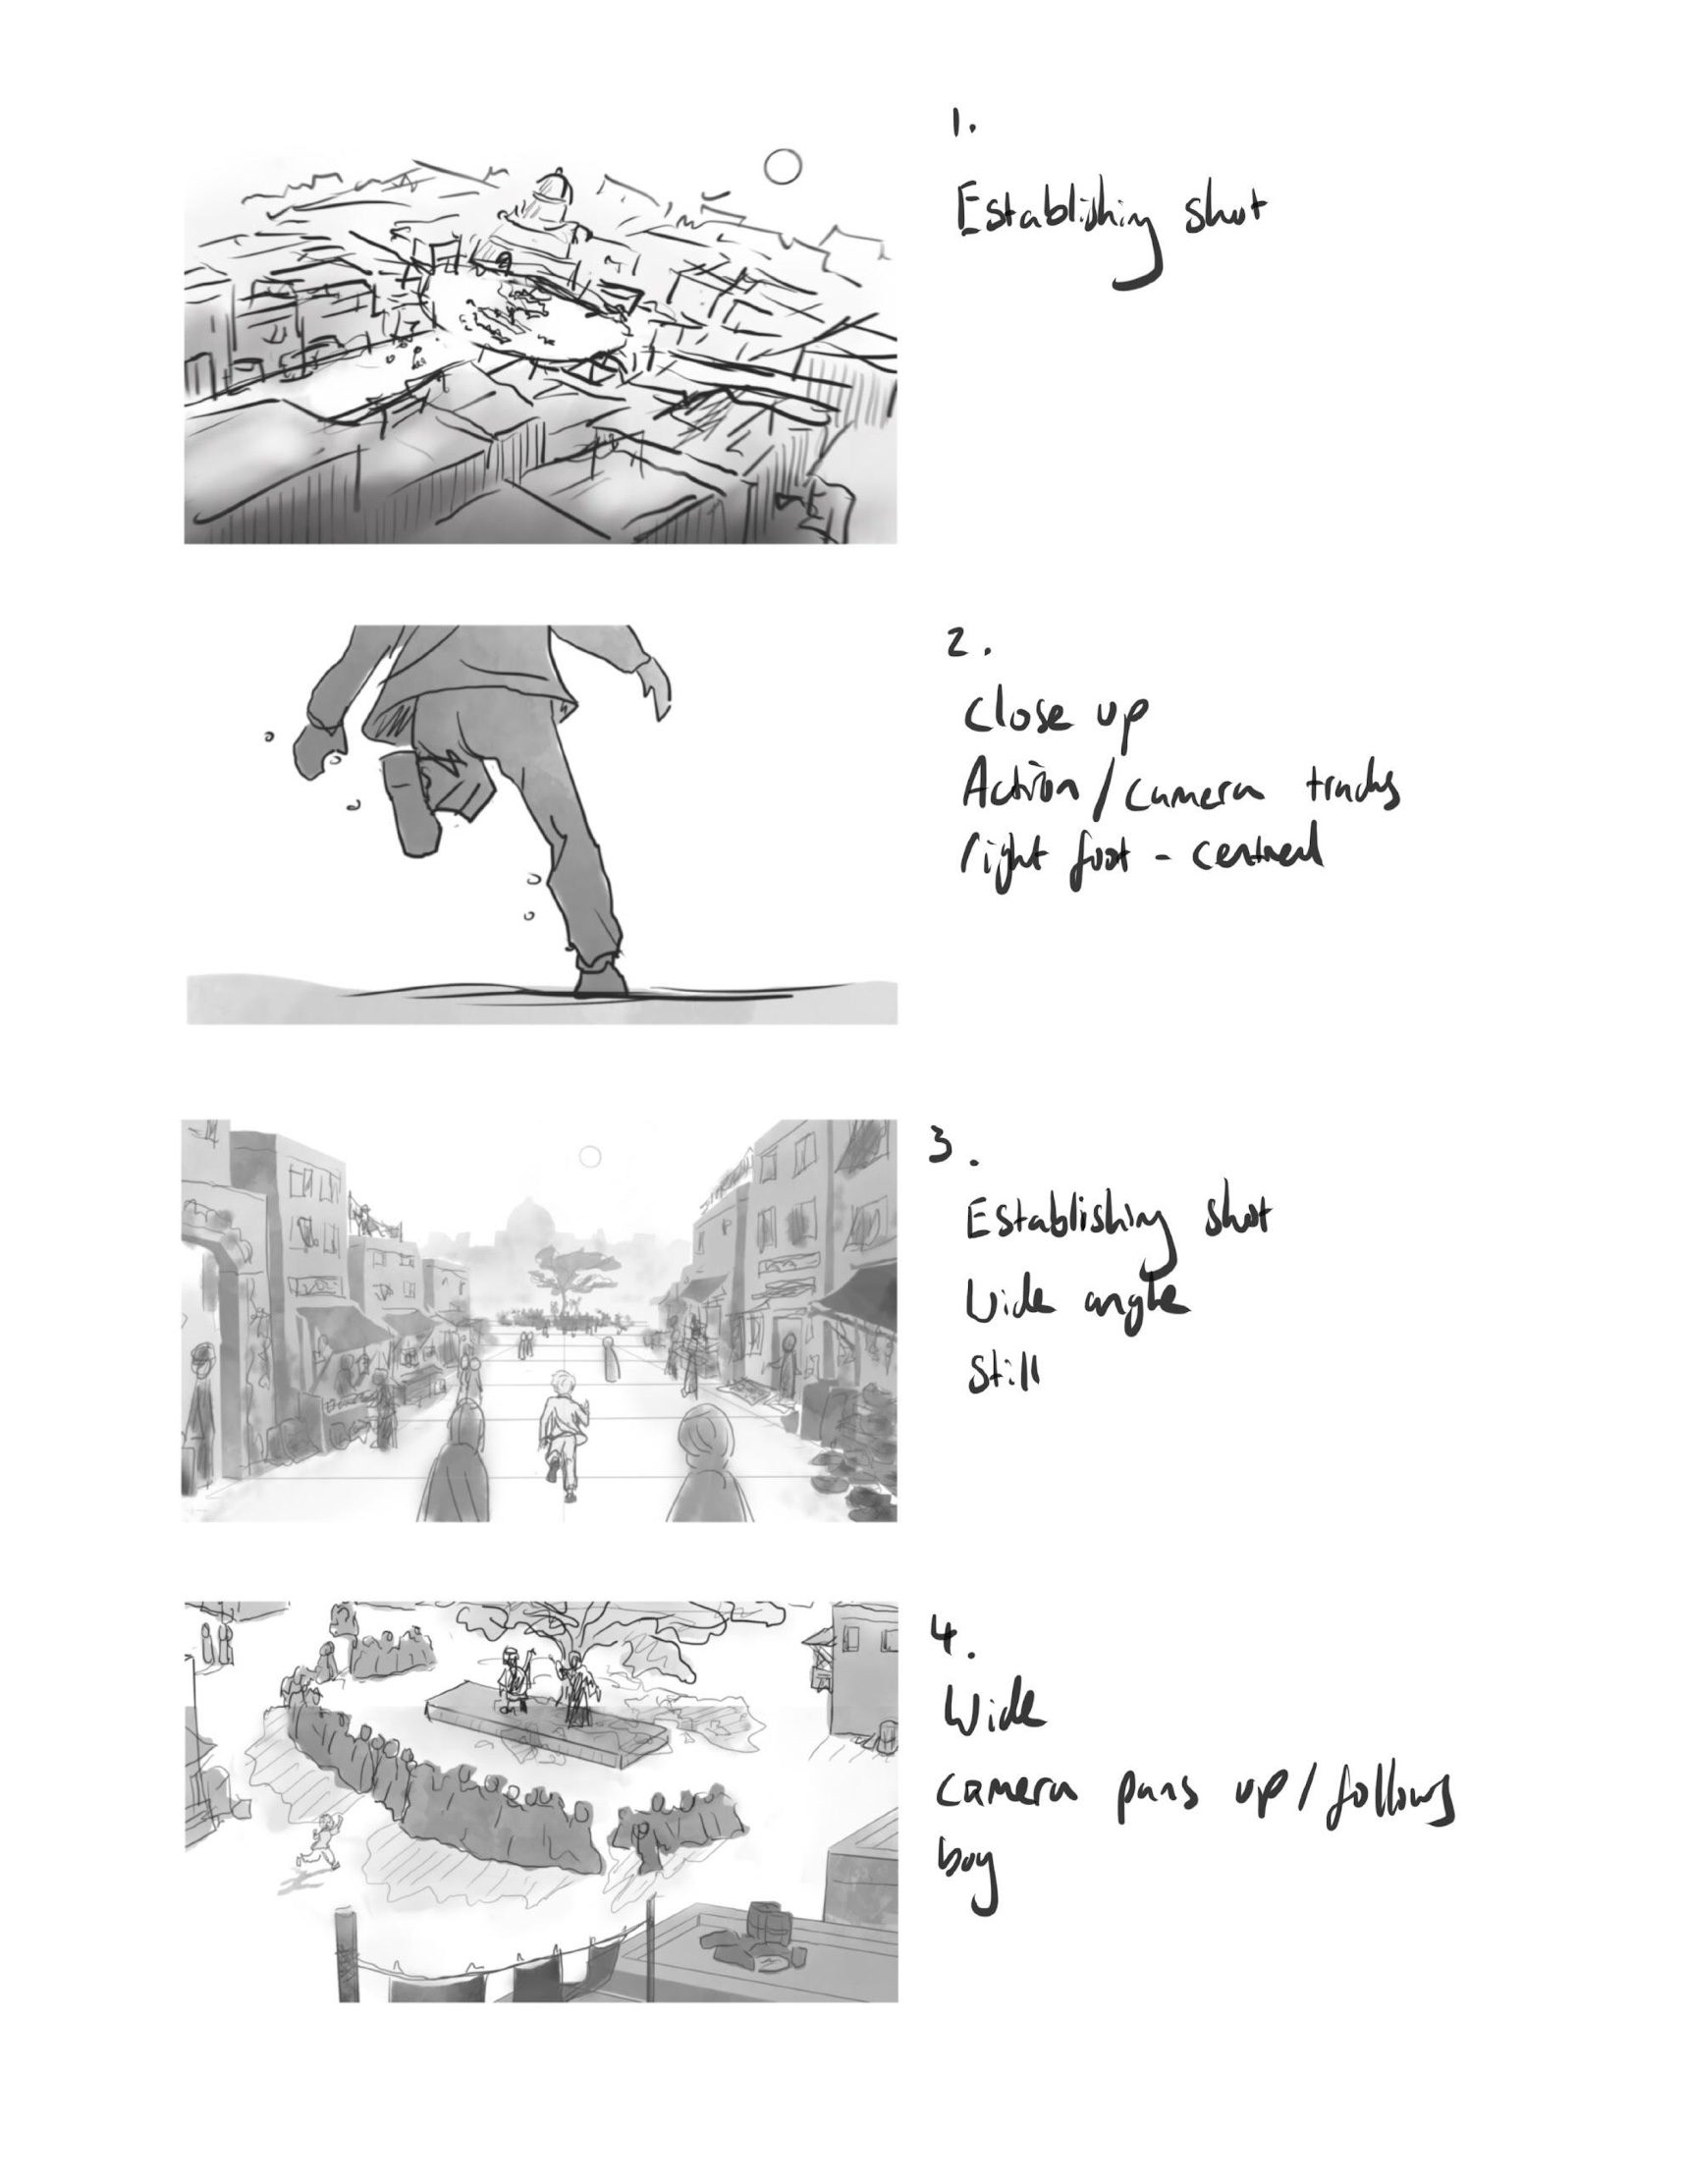 1.
Establishing shot
2.
Close up
Action / camera tracks
right foot - centred
3.
Establishing shot
Wide angle
Still
4.
Wide
camera pans up / follows
boy